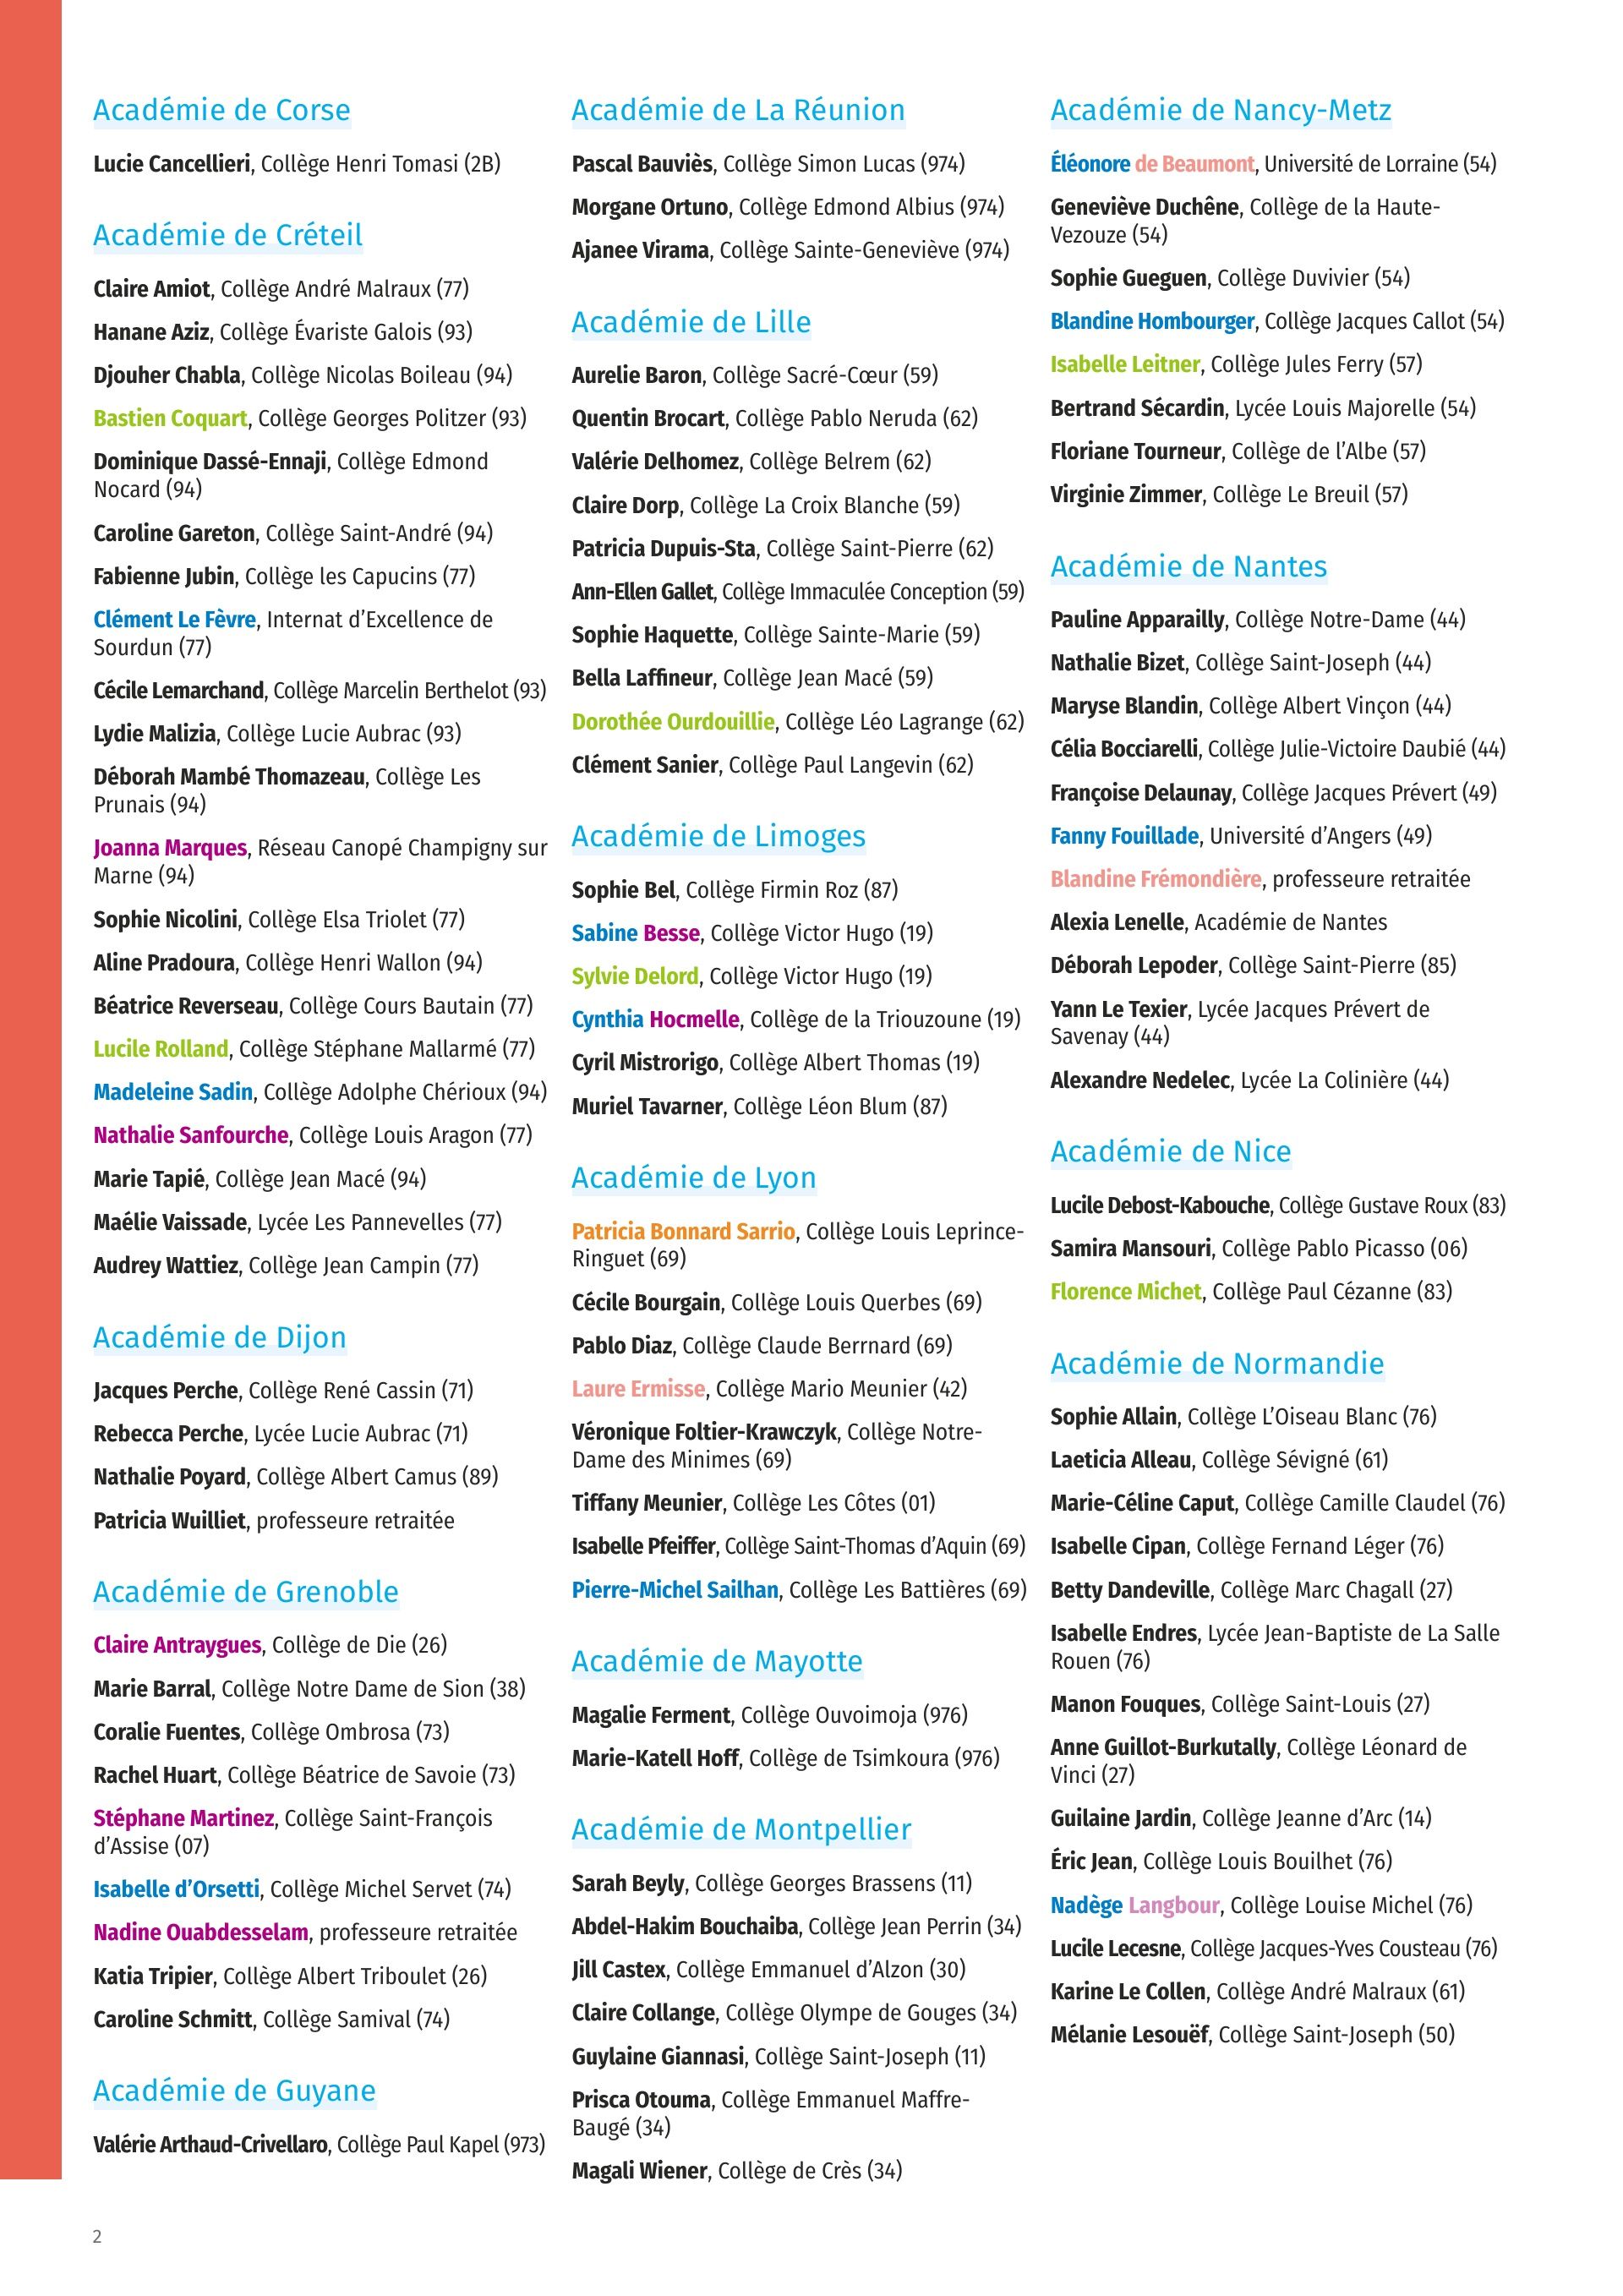 Académie de Corse
Lucie Cancellieri, Collège Henri Tomasi (2B)
Académie de Créteil
Claire Amiot, Collège André Malraux (77)
Hanane Aziz, Collège Évariste Galois (93)
Djouher Chabla, Collège Nicolas Boileau (94)
Bastien Coquart, Collège Georges Politzer (93)
Dominique Dassé-Ennaji, Collège Edmond
Nocard (94)
Caroline Gareton, Collège Saint-André (94)
Fabienne Jubin, Collège les Capucins (77)
Clément Le Fèvre, Internat d’Excellence de
Sourdun (77)
Cécile Lemarchand, Collège Marcelin Berthelot (93)
Lydie Malizia, Collège Lucie Aubrac (93)
Déborah Mambé Thomazeau, Collège Les
Prunais (94)
Joanna Marques, Réseau Canopé Champigny sur
Marne (94)
Sophie Nicolini, Collège Elsa Triolet (77)
Aline Pradoura, Collège Henri Wallon (94)
Béatrice Reverseau, Collège Cours Bautain (77)
Lucile Rolland, Collège Stéphane Mallarmé (77)
Madeleine Sadin, Collège Adolphe Chérioux (94)
Nathalie Sanfourche, Collège Louis Aragon (77)
Marie Tapié, Collège Jean Macé (94)
Maélie Vaissade, Lycée Les Pannevelles (77)
Audrey Wattiez, Collège Jean Campin (77)
Académie de Dijon
Jacques Perche, Collège René Cassin (71)
Rebecca Perche, Lycée Lucie Aubrac (71)
Nathalie Poyard, Collège Albert Camus (89)
Patricia Wuilliet, professeure retraitée
Académie de Grenoble
Claire Antraygues, Collège de Die (26)
Marie Barral, Collège Notre Dame de Sion (38)
Coralie Fuentes, Collège Ombrosa (73)
Rachel Huart, Collège Béatrice de Savoie (73)
Stéphane Martinez, Collège Saint-François
d’Assise (07)
Isabelle d’Orsetti, Collège Michel Servet (74)
Nadine Ouabdesselam, professeure retraitée
Katia Tripier, Collège Albert Triboulet (26)
Caroline Schmitt, Collège Samival (74)
Académie de Guyane
Valérie Arthaud-Crivellaro, Collège Paul Kapel (973)
Académie de La Réunion
Pascal Bauviès, Collège Simon Lucas (974)
Morgane Ortuno, Collège Edmond Albius (974)
Ajanee Virama, Collège Sainte-Geneviève (974)
Académie de Lille
Aurelie Baron, Collège Sacré-Cœur (59)
Quentin Brocart, Collège Pablo Neruda (62)
Valérie Delhomez, Collège Belrem (62)
Claire Dorp, Collège La Croix Blanche (59)
Patricia Dupuis-Sta, Collège Saint-Pierre (62)
Ann-Ellen Gallet, Collège Immaculée Conception (59)
Sophie Haquette, Collège Sainte-Marie (59)
Bella Laffineur, Collège Jean Macé (59)
Dorothée Ourdouillie, Collège Léo Lagrange (62)
Clément Sanier, Collège Paul Langevin (62)
Académie de Limoges
Sophie Bel, Collège Firmin Roz (87)
Sabine Besse, Collège Victor Hugo (19)
Sylvie Delord, Collège Victor Hugo (19)
Cynthia Hocmelle, Collège de la Triouzoune (19)
Cyril Mistrorigo, Collège Albert Thomas (19)
Muriel Tavarner, Collège Léon Blum (87)
Académie de Lyon
Patricia Bonnard Sarrio, Collège Louis Leprince-
Ringuet (69)
Cécile Bourgain, Collège Louis Querbes (69)
Pablo Diaz, Collège Claude Berrnard (69)
Laure Ermisse, Collège Mario Meunier (42)
Véronique Foltier-Krawczyk, Collège Notre-
Dame des Minimes (69)
Tiffany Meunier, Collège Les Côtes (01)
Isabelle Pfeiffer, Collège Saint-Thomas d’Aquin (69)
Pierre-Michel Sailhan, Collège Les Battières (69)
Académie de Mayotte
Magalie Ferment, Collège Ouvoimoja (976)
Marie-Katell Hoff, Collège de Tsimkoura (976)
Académie de Montpellier
Sarah Beyly, Collège Georges Brassens (11)
Abdel-Hakim Bouchaiba, Collège Jean Perrin (34)
Jill Castex, Collège Emmanuel d’Alzon (30)
Claire Collange, Collège Olympe de Gouges (34)
Guylaine Giannasi, Collège Saint-Joseph (11)
Prisca Otouma, Collège Emmanuel Maffre-
Baugé (34)
Magali Wiener, Collège de Crès (34)
Académie de Nancy-Metz
Éléonore de Beaumont, Université de Lorraine (54)
Geneviève Duchêne, Collège de la Haute-
Vezouze (54)
Sophie Gueguen, Collège Duvivier (54)
Blandine Hombourger, Collège Jacques Callot (54)
Isabelle Leitner, Collège Jules Ferry (57)
Bertrand Sécardin, Lycée Louis Majorelle (54)
Floriane Tourneur, Collège de l’Albe (57)
Virginie Zimmer, Collège Le Breuil (57)
Académie de Nantes
Pauline Apparailly, Collège Notre-Dame (44)
Nathalie Bizet, Collège Saint-Joseph (44)
Maryse Blandin, Collège Albert Vinçon (44)
Célia Bocciarelli, Collège Julie-Victoire Daubié (44)
Françoise Delaunay, Collège Jacques Prévert (49)
Fanny Fouillade, Université d’Angers (49)
Blandine Frémondière, professeure retraitée
Alexia Lenelle, Académie de Nantes
Déborah Lepoder, Collège Saint-Pierre (85)
Yann Le Texier, Lycée Jacques Prévert de
Savenay (44)
Alexandre Nedelec, Lycée La Colinière (44)
Académie de Nice
Lucile Debost-Kabouche, Collège Gustave Roux (83)
Samira Mansouri, Collège Pablo Picasso (06)
Florence Michet, Collège Paul Cézanne (83)
Académie de Normandie
Sophie Allain, Collège L’Oiseau Blanc (76)
Laeticia Alleau, Collège Sévigné (61)
Marie-Céline Caput, Collège Camille Claudel (76)
Isabelle Cipan, Collège Fernand Léger (76)
Betty Dandeville, Collège Marc Chagall (27)
Isabelle Endres, Lycée Jean-Baptiste de La Salle
Rouen (76)
Manon Fouques, Collège Saint-Louis (27)
Anne Guillot-Burkutally, Collège Léonard de
Vinci (27)
Guilaine Jardin, Collège Jeanne d’Arc (14)
Éric Jean, Collège Louis Bouilhet (76)
Nadège Langbour, Collège Louise Michel (76)
Lucile Lecesne, Collège Jacques-Yves Cousteau (76)
Karine Le Collen, Collège André Malraux (61)
Mélanie Lesouëf, Collège Saint-Joseph (50)
2